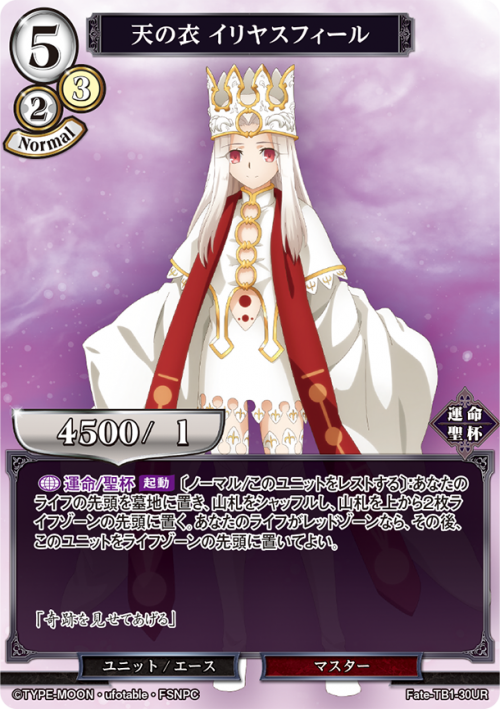 5
天の衣 イリヤスフィール
2
3
Normal
4500/ 1
運命
聖杯
運命/聖杯 起動 〔ノーマル/このユニットをレストする〕:あなたの
ライフの先頭を墓地に置き、山札をシャッフルし、山札を上から2枚ラ
イフゾーンの先頭に置く。あなたのライフがレッドゾーンなら、その後、
このユニットをライフゾーンの先頭に置いてよい。
「奇跡を見せてあげる」
ユニット/エース
マスター
©TYPE-MOON・ufotable・FSNPC
Fate-TB1-30UR